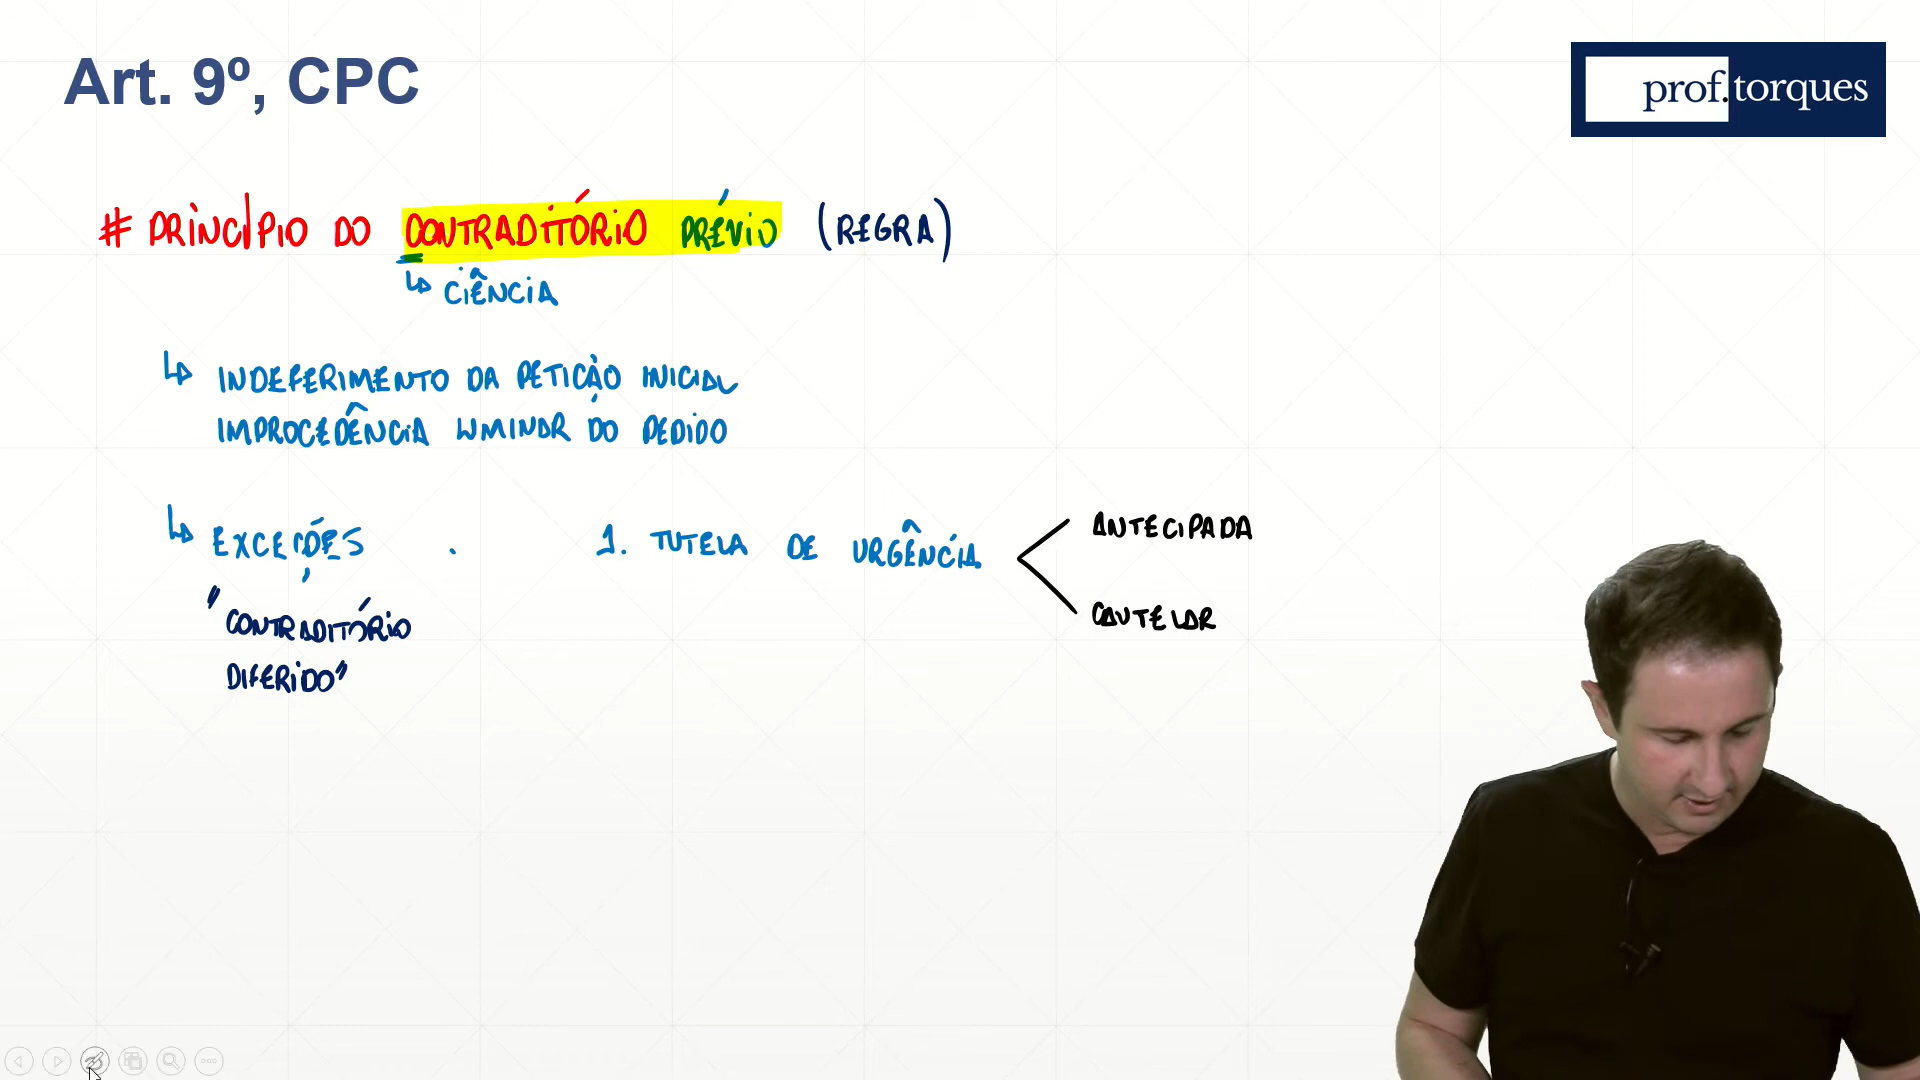 Art. 9º, CPC
prof.torques
# PRINCÍPIO DO CONTRADITÓRIO PRÉVIO (REGRA)
↳ CIÊNCIA
↳ INDEFERIMENTO DA PETIÇÃO INICIAL
IMPROCEDÊNCIA LIMINAR DO PEDIDO
↳ EXCEÇÕES . 1. TUTELA DE URGÊNCIA
ANTECIPADA
CAUTELAR
"CONTRADITÓRIO
DIFERIDO"